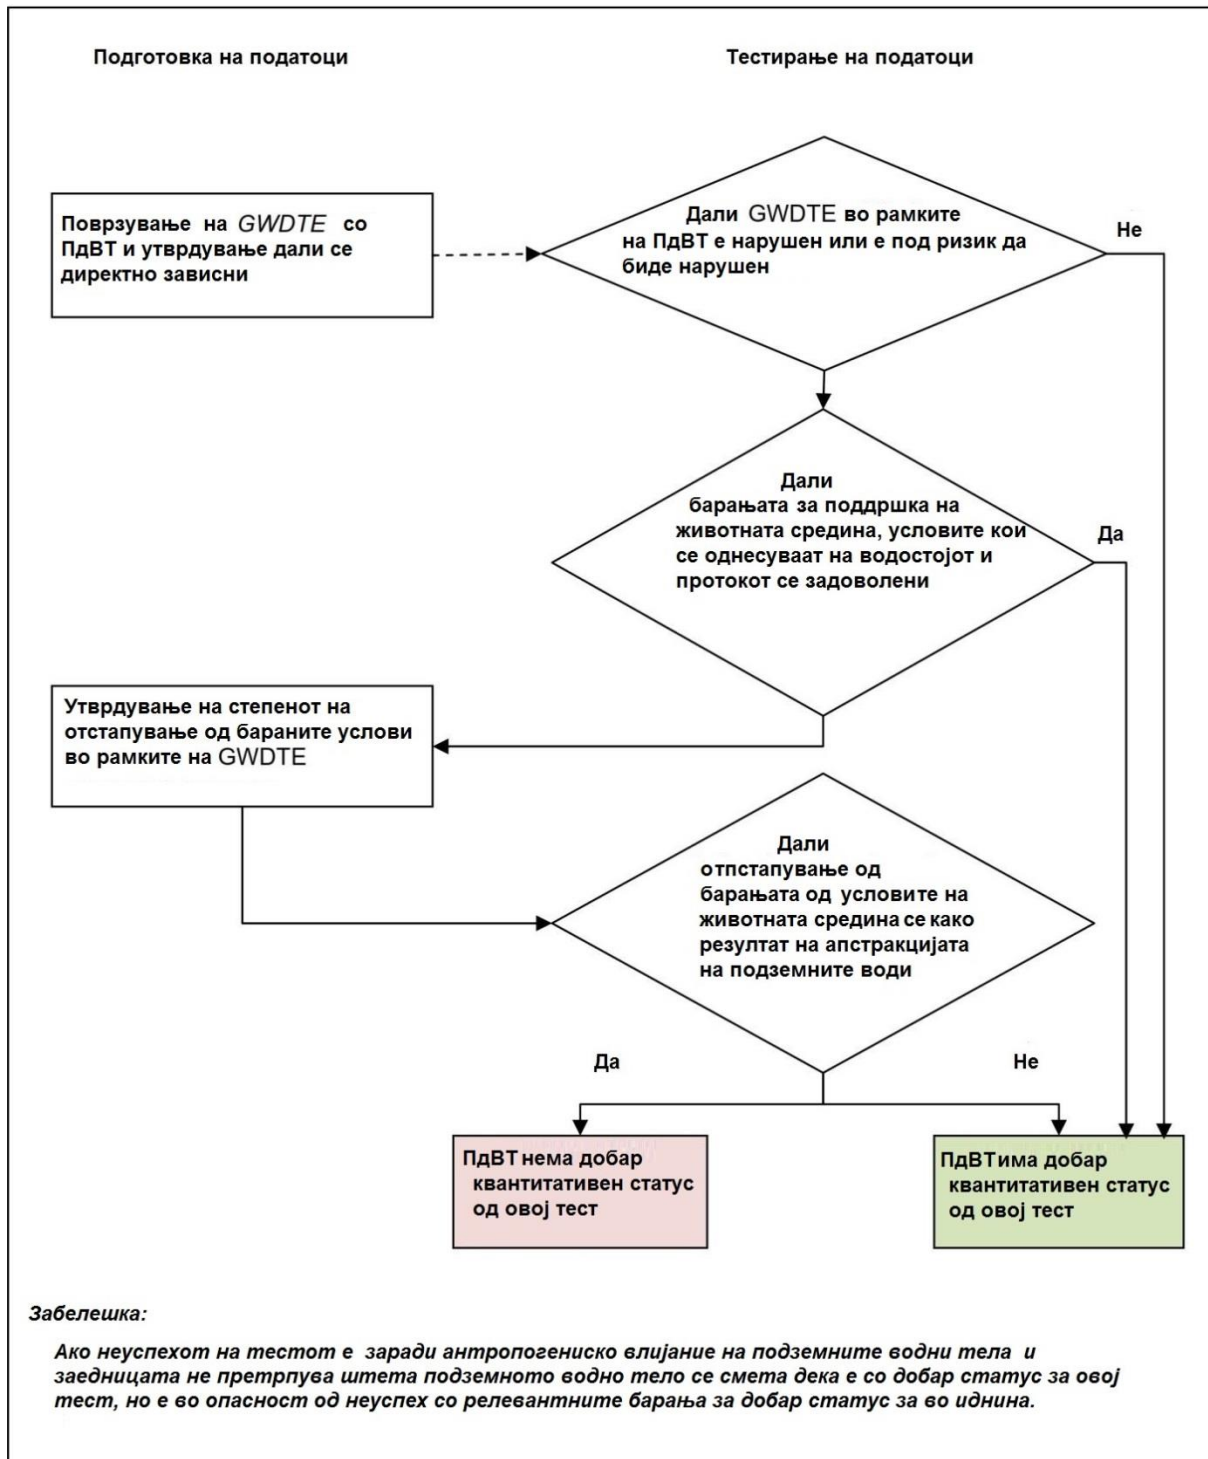 Подготовка на податоци
Тестирање на податоци
Поврзување на GWDTE со
ПдВТ и утврдување дали се
директно зависни
Дали GWDTE во рамките
на ПдВТ е нарушен или е под ризик да
биде нарушен
Не
Дали
барањата за поддршка на
животната средина, условите кои
се однесуваат на водостојот и
протокот се задоволени
Да
Утврдување на степенот на
отстапување од бараните услови
во рамките на GWDTE
Дали
отпстапување од
барањата од условите на
животната средина се како
резултат на апстракцијата
на подземните води
Да
Не
ПдВТ нема добар
квантитативен статус
од овој тест
ПдВТ има добар
квантитативен статус
од овој тест
Забелешка:
Ако неуспехот на тестот е заради антропогениско влијание на подземните водни тела и
заедницата не претрпува штета подземното водно тело се смета дека е со добар статус за овој
тест, но е во опасност од неуспех со релевантните барања за добар статус за во иднина.